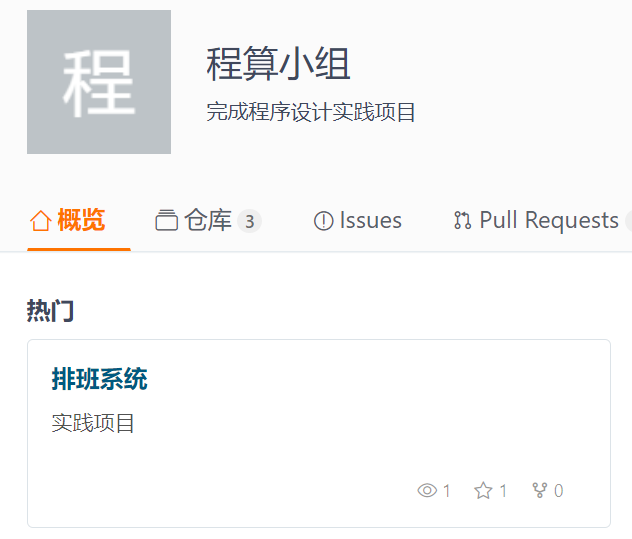 程
程算小组
完成程序设计实践项目
概览 仓库 3 Issues Pull Requests
热门
排班系统
实践项目
1 1 0